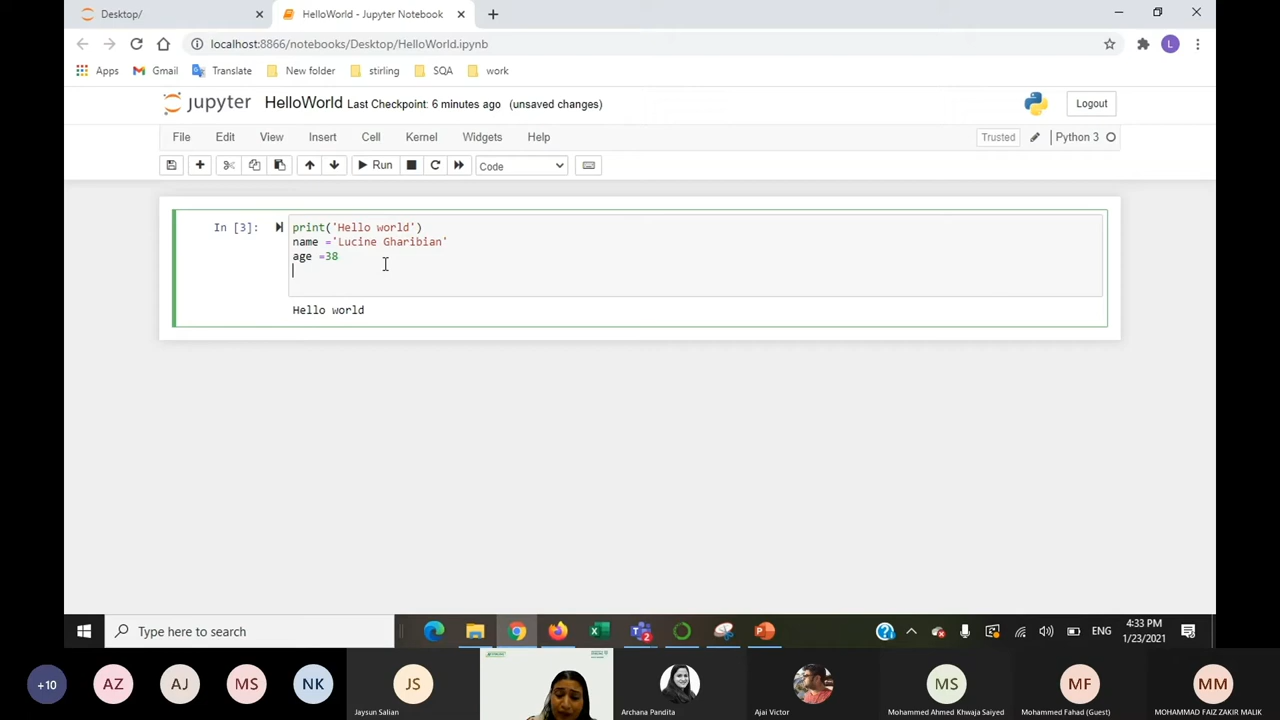 Desktop/
HelloWorld - Jupyter Notebook
localhost:8866/notebooks/Desktop/HelloWorld.ipynb
L
Apps
Gmail
Translate
New folder
stirling
SQA
work
jupyter
HelloWorld Last Checkpoint: 6 minutes ago (unsaved changes)
Logout
File Edit View Insert Cell Kernel Widgets Help
Trusted
Python 3
Run
Code
In [3]:
print('Hello world')
name ='Lucine Gharibian'
age =38
Hello world
Type here to search
ENG
4:33 PM
1/23/2021
+10
AZ
AJ
MS
NK
JS
Jaysun Salian
Archana Pandita
Ajai Victor
MS
Mohammed Ahmed Khwaja Saiyed
MF
Mohammed Fahad (Guest)
MM
MOHAMMAD FAIZ ZAKIR MALIK